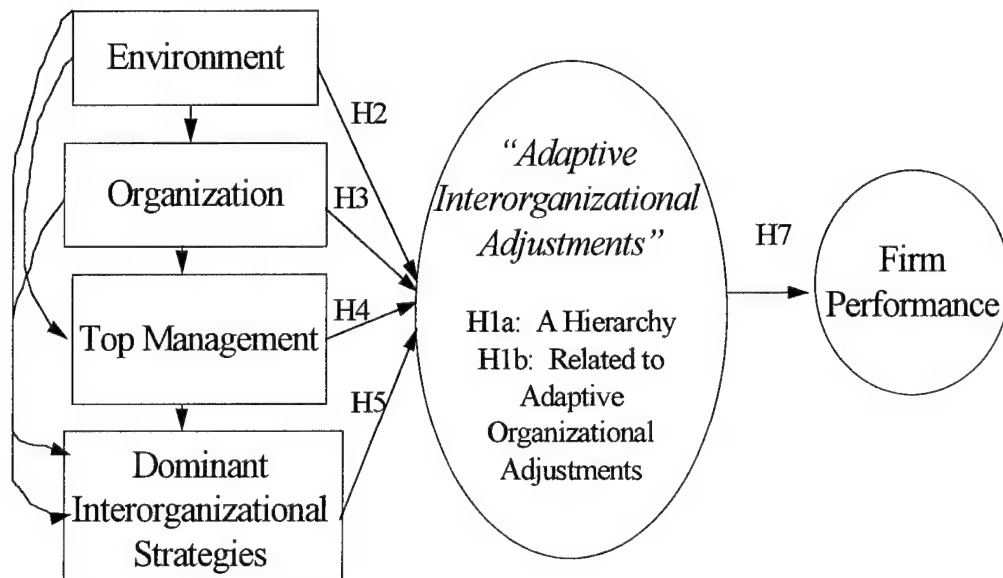 Environment
H2
Organization
H3
Top Management
H4
Dominant
Interorganizational
Strategies
H5
“Adaptive
Interorganizational
Adjustments”
H1a: A Hierarchy
H1b: Related to
Adaptive
Organizational
Adjustments
H7
Firm
Performance